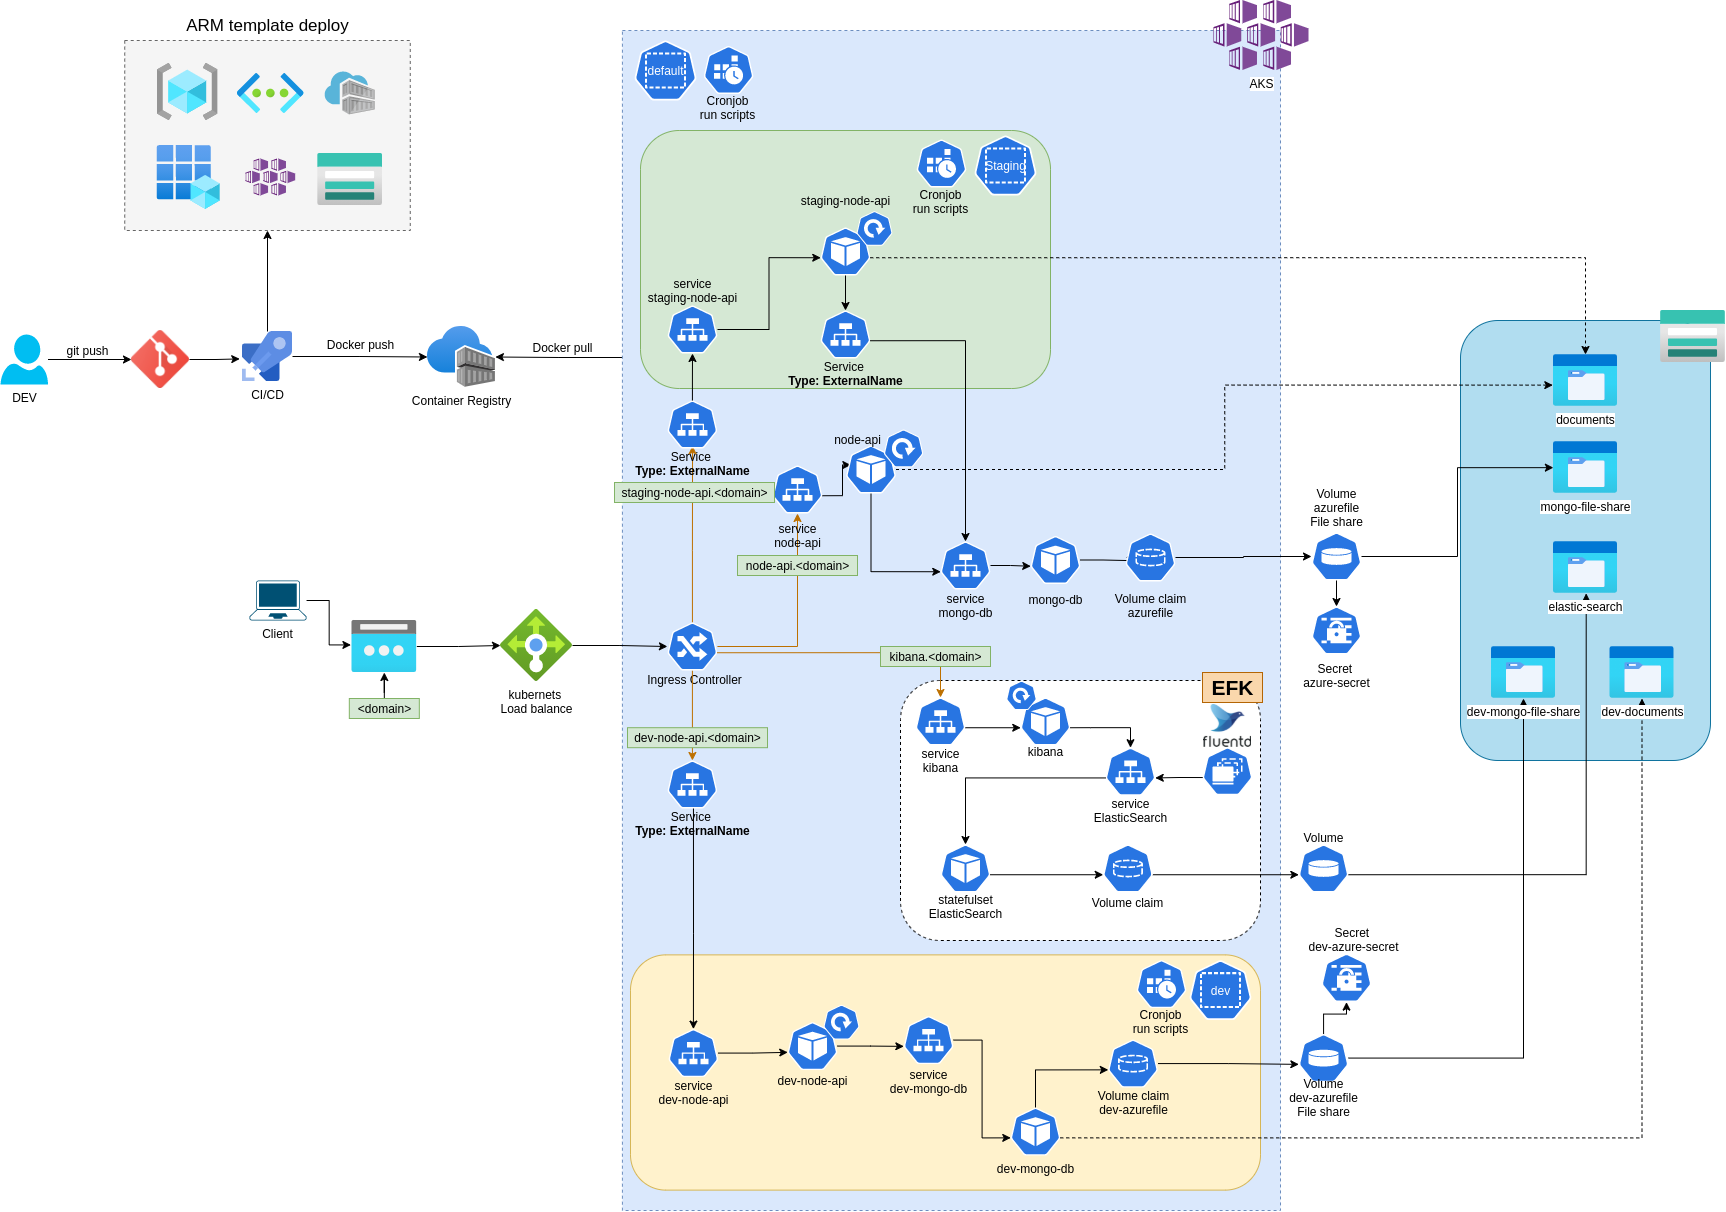 ARM template deploy
AKS
default
Cronjob
run scripts
Staging
Cronjob
run scripts
staging-node-api
service
staging-node-api
Service
Type: ExternalName
DEV
git push
CI/CD
Docker push
Container Registry
Docker pull
Service
Type: ExternalName
staging-node-api.<domain>
node-api
service
node-api
node-api.<domain>
service
mongo-db
mongo-db
Volume claim
azurefile
Volume
azurefile
File share
Secret
azure-secret
documents
mongo-file-share
elastic-search
dev-mongo-file-share
dev-documents
Client
<domain>
kubernets
Load balance
Ingress Controller
kibana.<domain>
dev-node-api.<domain>
EFK
fluentd
service
kibana
kibana
service
ElasticSearch
statefulset
ElasticSearch
Volume claim
Volume
Service
Type: ExternalName
Secret
dev-azure-secret
dev
Cronjob
run scripts
service
dev-node-api
dev-node-api
service
dev-mongo-db
Volume claim
dev-azurefile
Volume
dev-azurefile
File share
dev-mongo-db